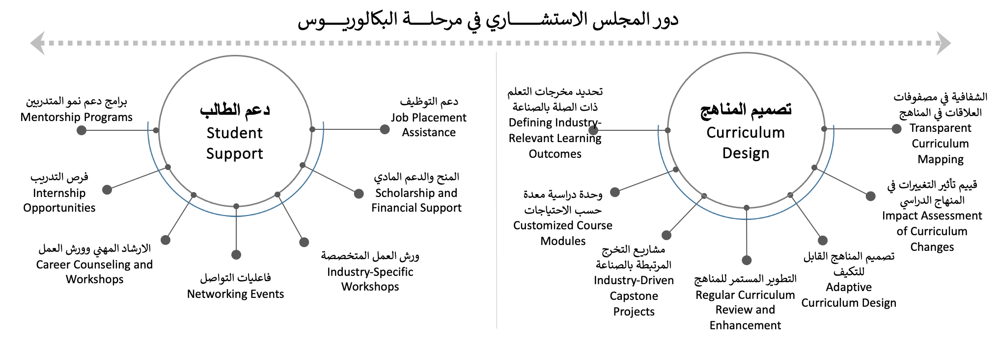 دور المجلس الاستشاري في مرحلة البكالوريوس
تصميم المناهج
Curriculum
Design
الشفافية في مصفوفات
العلاقات في المناهج
Transparent
Curriculum
Mapping
قييم تأثير التغييرات في
المنهاج الدراسي
Impact Assessment
of Curriculum
Changes
تصميم المناهج القابل
للتكيف
Adaptive
Curriculum Design
التطوير المستمر للمناهج
Regular Curriculum
Review and
Enhancement
مشاريع التخرج
المرتبطة بالصناعة
Industry-Driven
Capstone
Projects
وحدة دراسية معدة
حسب الاحتياجات
Customized Course
Modules
تحديد مخرجات التعلم
ذات الصلة بالصناعة
Defining Industry-
Relevant Learning
Outcomes
دعم الطالب
Student
Support
دعم التوظيف
Job Placement
Assistance
المنح والدعم المادي
Scholarship and
Financial Support
ورش العمل المتخصصة
Industry-Specific
Workshops
فاعليات التواصل
Networking Events
الارشاد المهني وورش العمل
Career Counseling and
Workshops
فرص التدريب
Internship
Opportunities
برامج دعم نمو المتدربين
Mentorship Programs